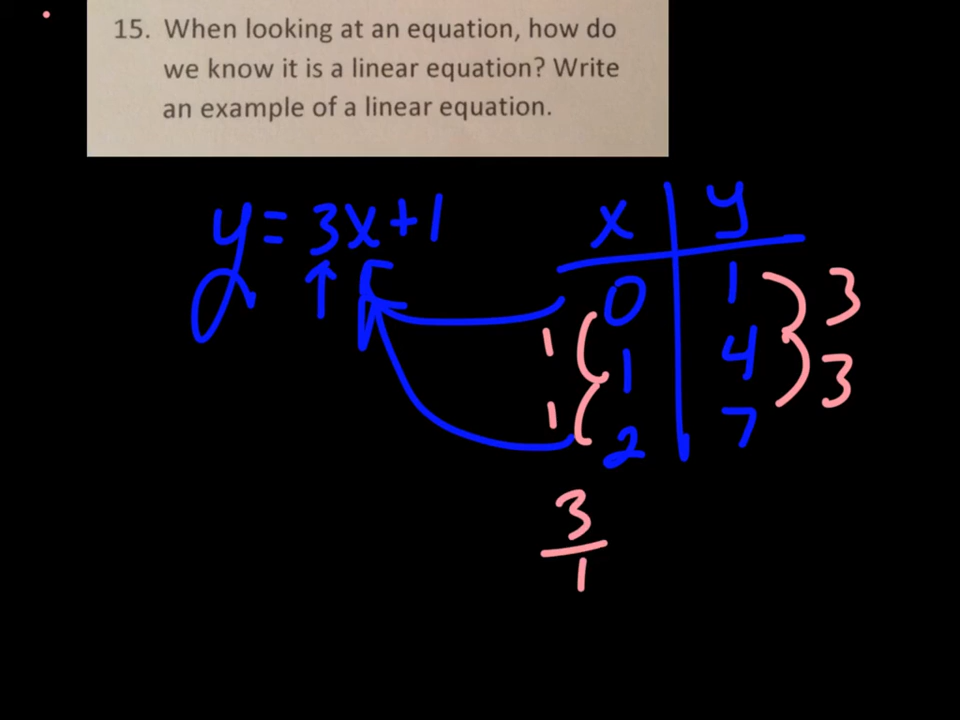 15. When looking at an equation, how do
we know it is a linear equation? Write
an example of a linear equation.
y = 3x+1
x y
0 1
1 4
2 7
1
1
3
3
3
1